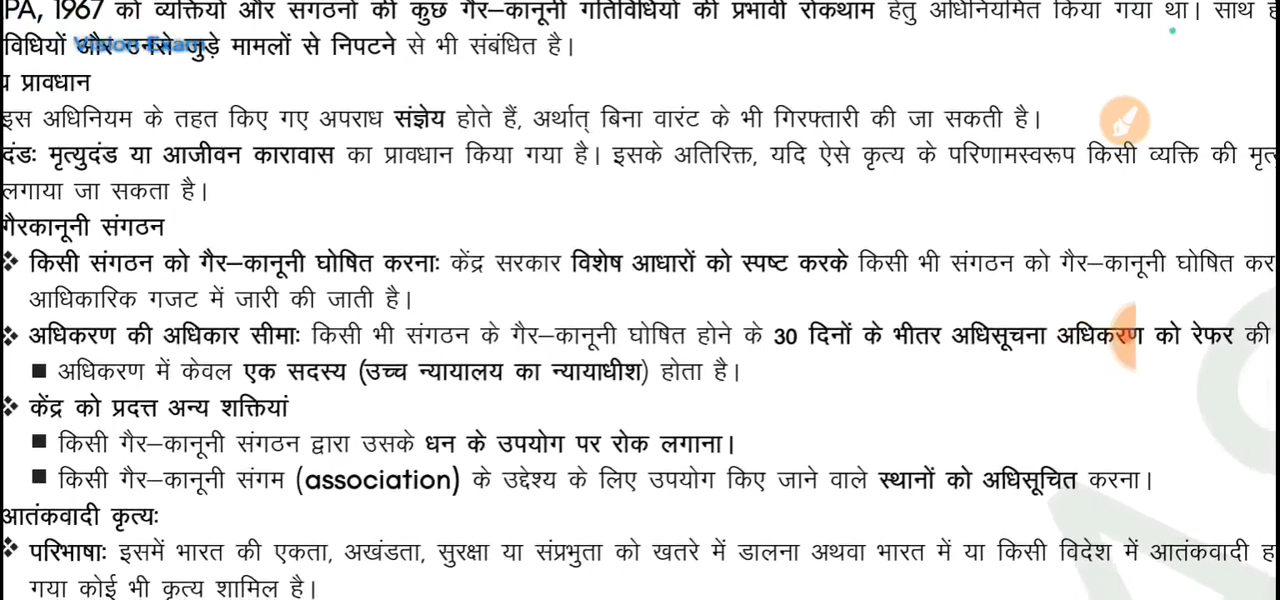 PA, 1967 को व्यक्तियों और संगठनों की कुछ गैर–कानूनी गतिविधियों की प्रभावी रोकथाम हेतु अधिनियमित किया गया था। साथ
विधियों और उनसे जुड़े मामलों से निपटने से भी संबंधित है।
Vision Exam
य प्रावधान
इस अधिनियम के तहत किए गए अपराध संज्ञेय होते हैं, अर्थात् बिना वारंट के भी गिरफ्तारी की जा सकती है।
दंडः मृत्युदंड या आजीवन कारावास का प्रावधान किया गया है। इसके अतिरिक्त, यदि ऐसे कृत्य के परिणामस्वरूप किसी व्यक्ति की
लगाया जा सकता है।
गैरकानूनी संगठन
❖ किसी संगठन को गैर–कानूनी घोषित करनाः केंद्र सरकार विशेष आधारों को स्पष्ट करके किसी भी संगठन को गैर–कानूनी घोषित कर
आधिकारिक गजट में जारी की जाती है।
❖ अधिकरण की अधिकार सीमाः किसी भी संगठन के गैर–कानूनी घोषित होने के 30 दिनों के भीतर अधिसूचना अधिकरण को रेफर की
■ अधिकरण में केवल एक सदस्य (उच्च न्यायालय का न्यायाधीश) होता है।
❖ केंद्र को प्रदत्त अन्य शक्तियां
■ किसी गैर–कानूनी संगठन द्वारा उसके धन के उपयोग पर रोक लगाना।
■ किसी गैर–कानूनी संगम (association) के उद्देश्य के लिए उपयोग किए जाने वाले स्थानों को अधिसूचित करना।
आतंकवादी कृत्यः
❖ परिभाषाः इसमें भारत की एकता, अखंडता, सुरक्षा या संप्रभुता को खतरे में डालना अथवा भारत में या किसी विदेश में आतंकवादी
गया कोई भी कृत्य शामिल है।